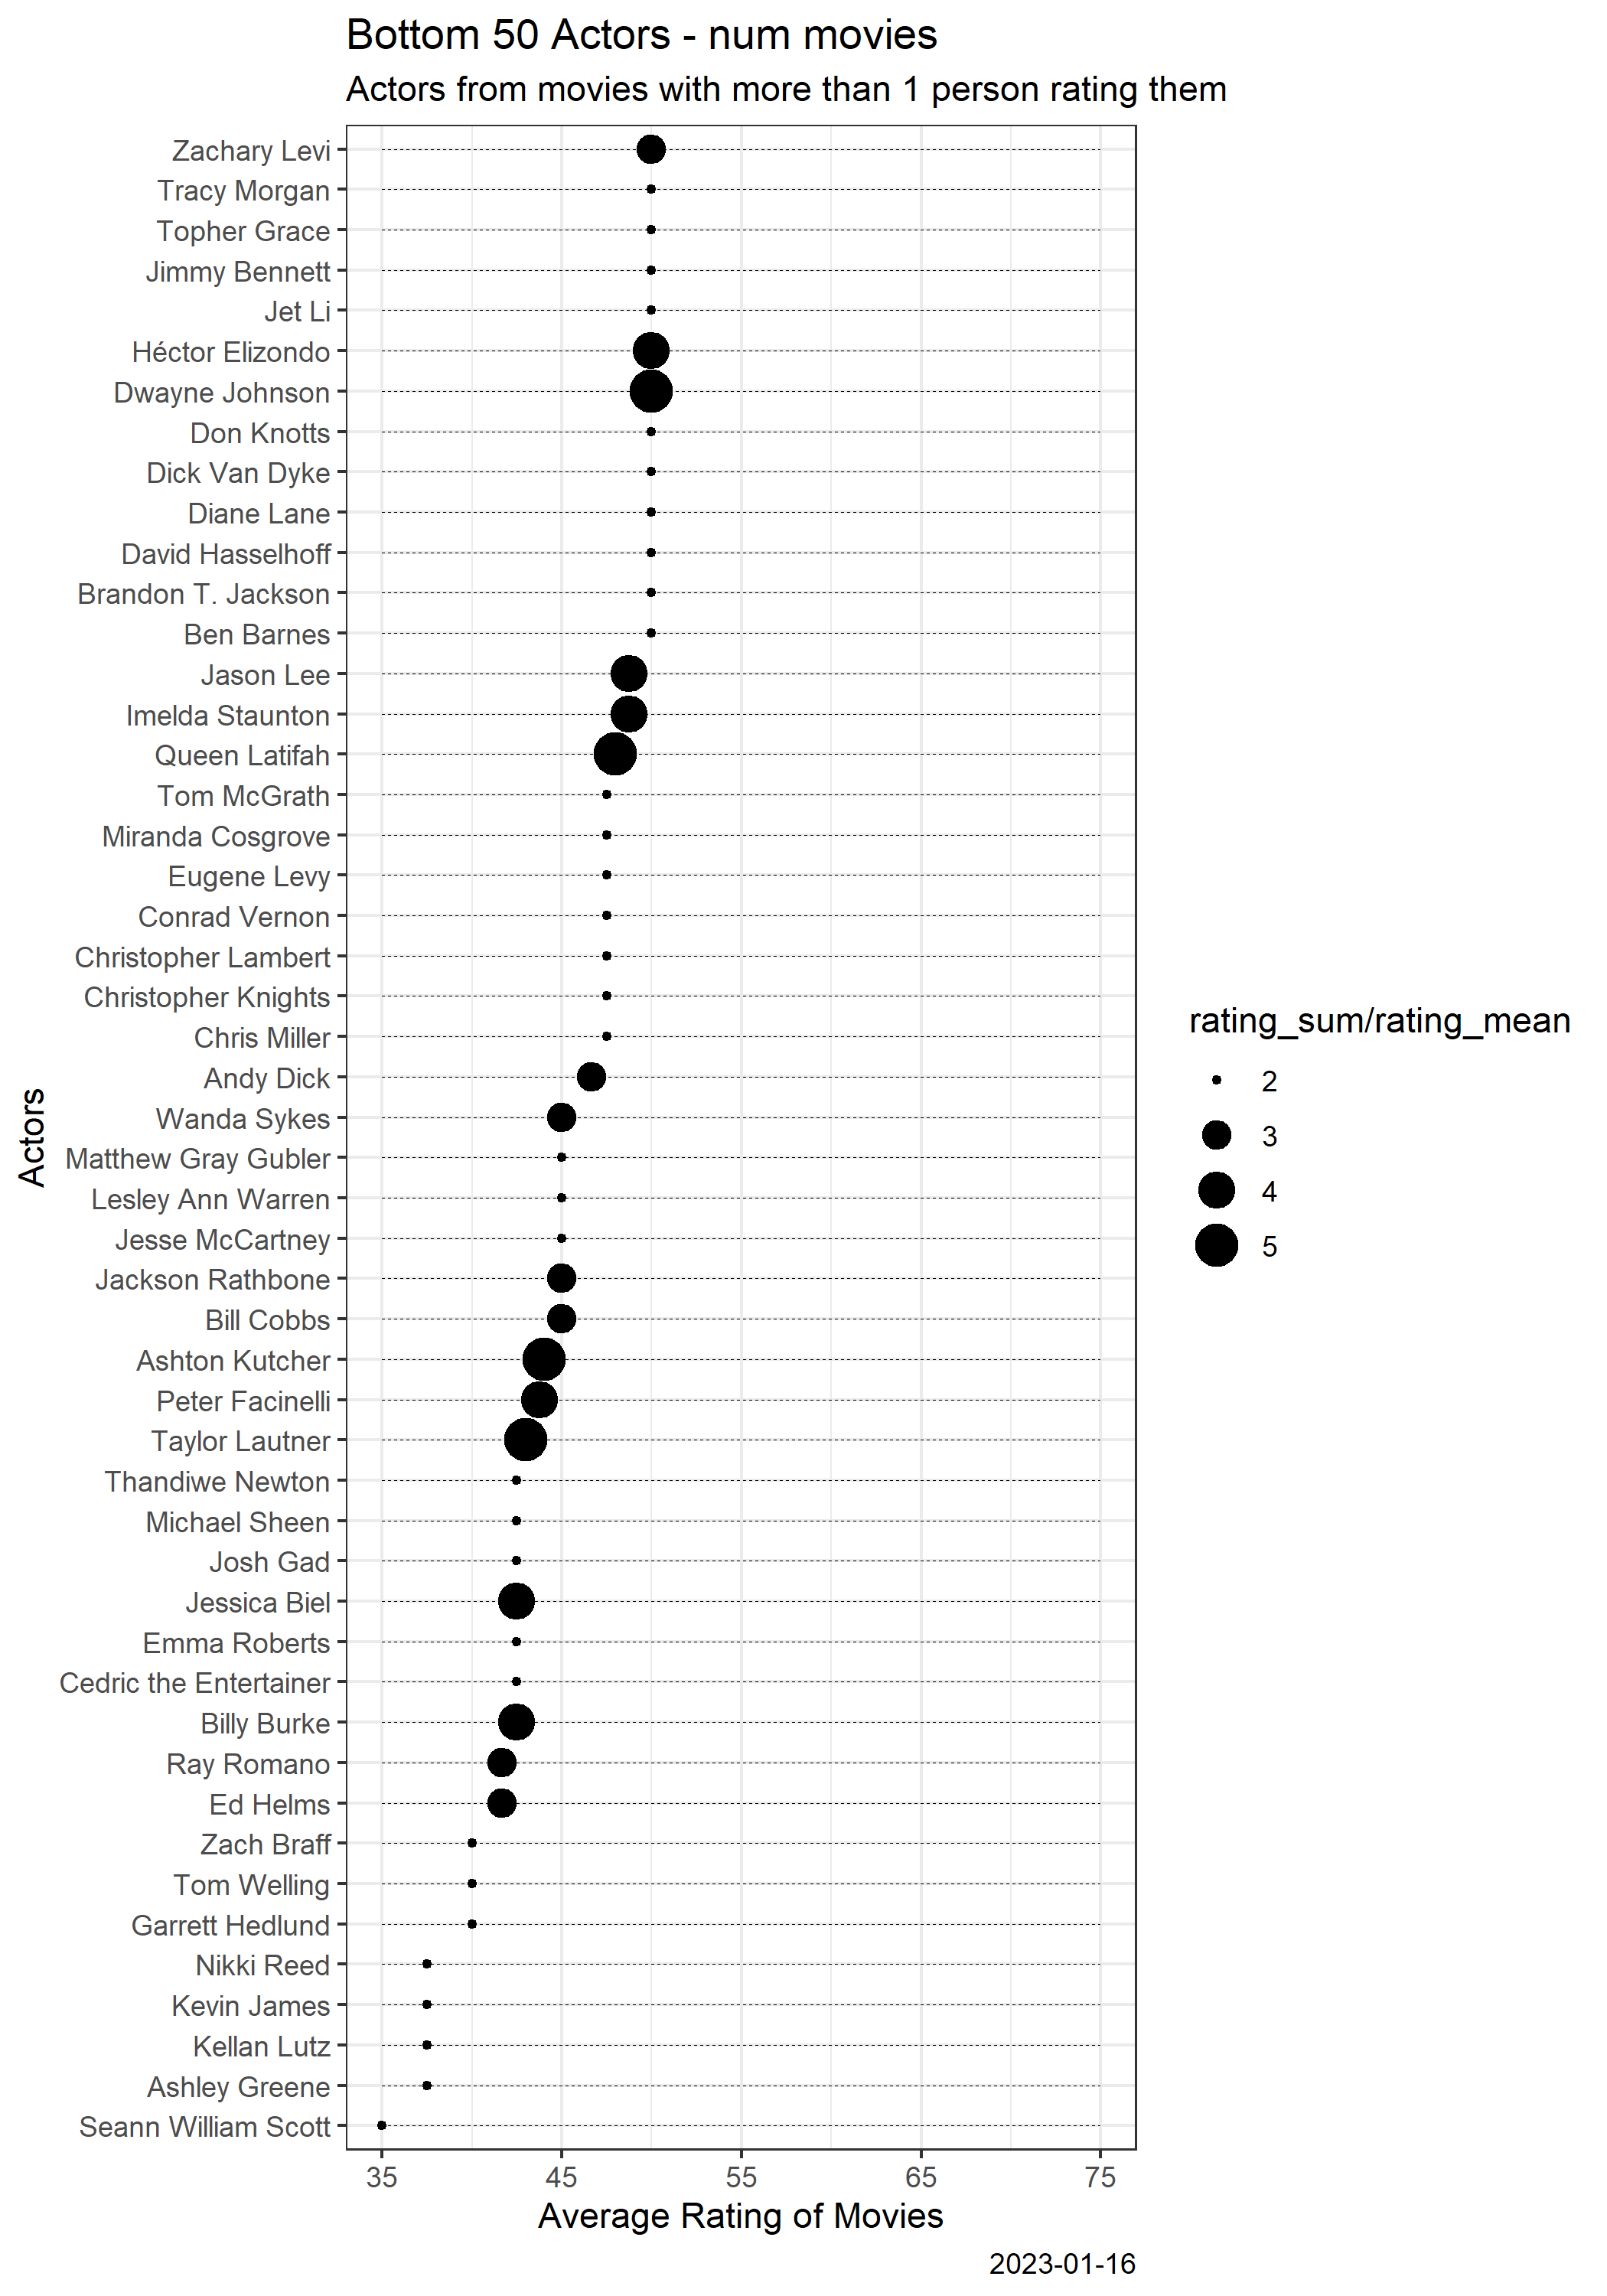 Bottom 50 Actors - num movies
Actors from movies with more than 1 person rating them
Zachary Levi
Tracy Morgan
Topher Grace
Jimmy Bennett
Jet Li
Héctor Elizondo
Dwayne Johnson
Don Knotts
Dick Van Dyke
Diane Lane
David Hasselhoff
Brandon T. Jackson
Ben Barnes
Jason Lee
Imelda Staunton
Queen Latifah
Tom McGrath
Miranda Cosgrove
Eugene Levy
Conrad Vernon
Christopher Lambert
Christopher Knights
Chris Miller
Andy Dick
Wanda Sykes
Matthew Gray Gubler
Lesley Ann Warren
Jesse McCartney
Jackson Rathbone
Bill Cobbs
Ashton Kutcher
Peter Facinelli
Taylor Lautner
Thandiwe Newton
Michael Sheen
Josh Gad
Jessica Biel
Emma Roberts
Cedric the Entertainer
Billy Burke
Ray Romano
Ed Helms
Zach Braff
Tom Welling
Garrett Hedlund
Nikki Reed
Kevin James
Kellan Lutz
Ashley Greene
Seann William Scott
Actors
35 45 55 65 75
Average Rating of Movies
rating_sum/rating_mean
2
3
4
5
2023-01-16